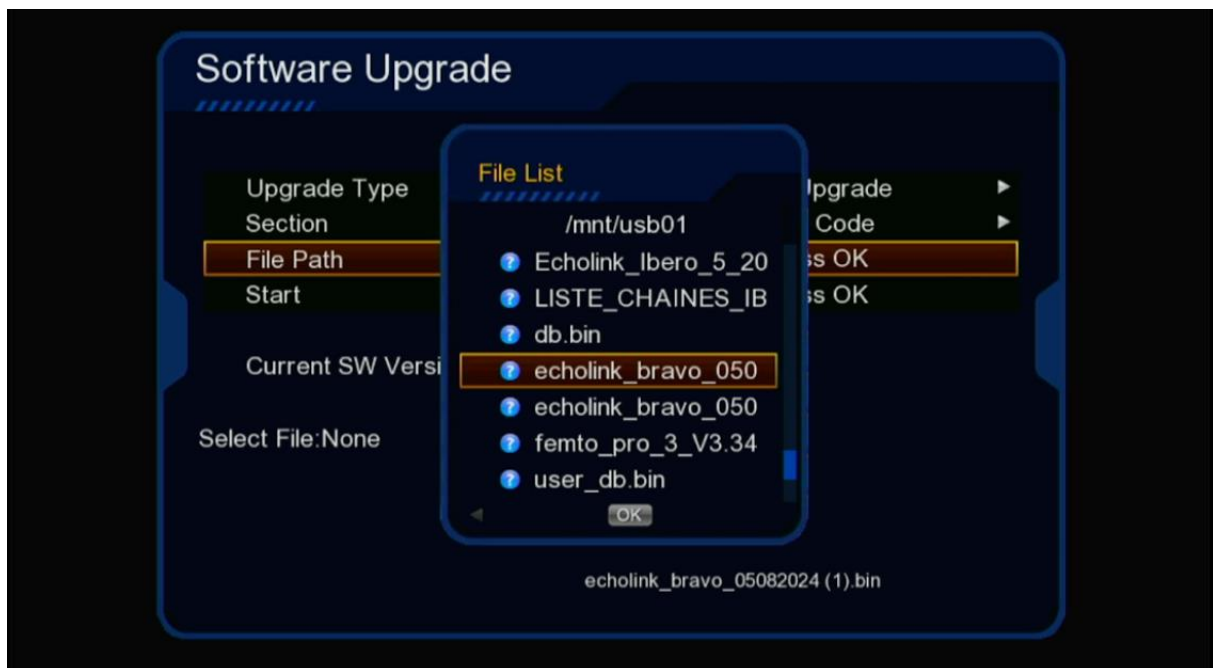 Software Upgrade
File List
/mnt/usb01
Echolink_Ibero_5_20
LISTE_CHAINES_IB
db.bin
echolink_bravo_050
echolink_bravo_050
femto_pro_3_V3.34
user_db.bin
OK
Upgrade Type pgrade
Section Code
File Path ss OK
Start ss OK
Current SW Versi
Select File:None
echolink_bravo_05082024 (1).bin